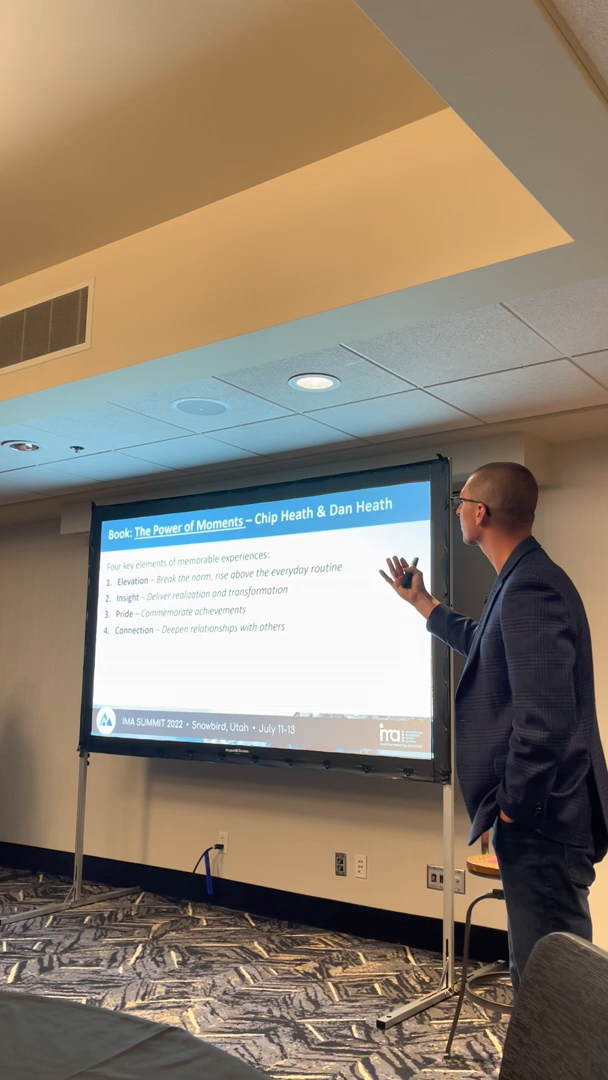 Book: The Power of Moments – Chip Heath & Dan Heath
Four key elements of memorable experiences:
1. Elevation – Break the norm, rise above the everyday routine
2. Insight – Deliver realization and transformation
3. Pride – Commemorate achievements
4. Connection – Deepen relationships with others
IMA SUMMIT 2022 • Snowbird, Utah • July 11-13
ima